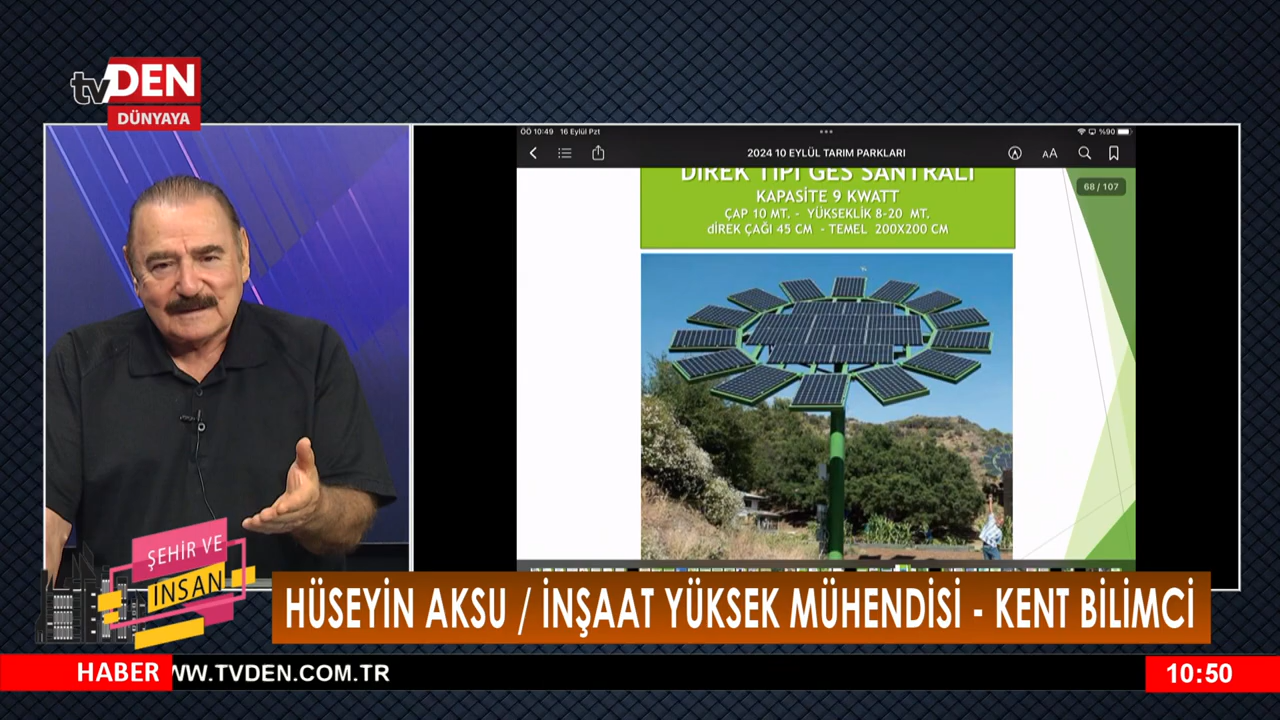 tvDEN
DÜNYAYA
ÖÖ 10:49 16 Eylül Pzt
%90
2024 10 EYLÜL TARIM PARKLARI
AA
68 / 107
DİREK TİPİ GES SANTRALİ
KAPASİTE 9 KWATT
ÇAP 10 MT. - YÜKSEKLİK 8-20 MT.
dİREK ÇAĞI 45 CM - TEMEL 200X200 CM
ŞEHİR VE
İNSAN
HÜSEYİN AKSU / İNŞAAT YÜKSEK MÜHENDİSİ - KENT BİLİMCİ
HABER
WWW.TVDEN.COM.TR
10:50